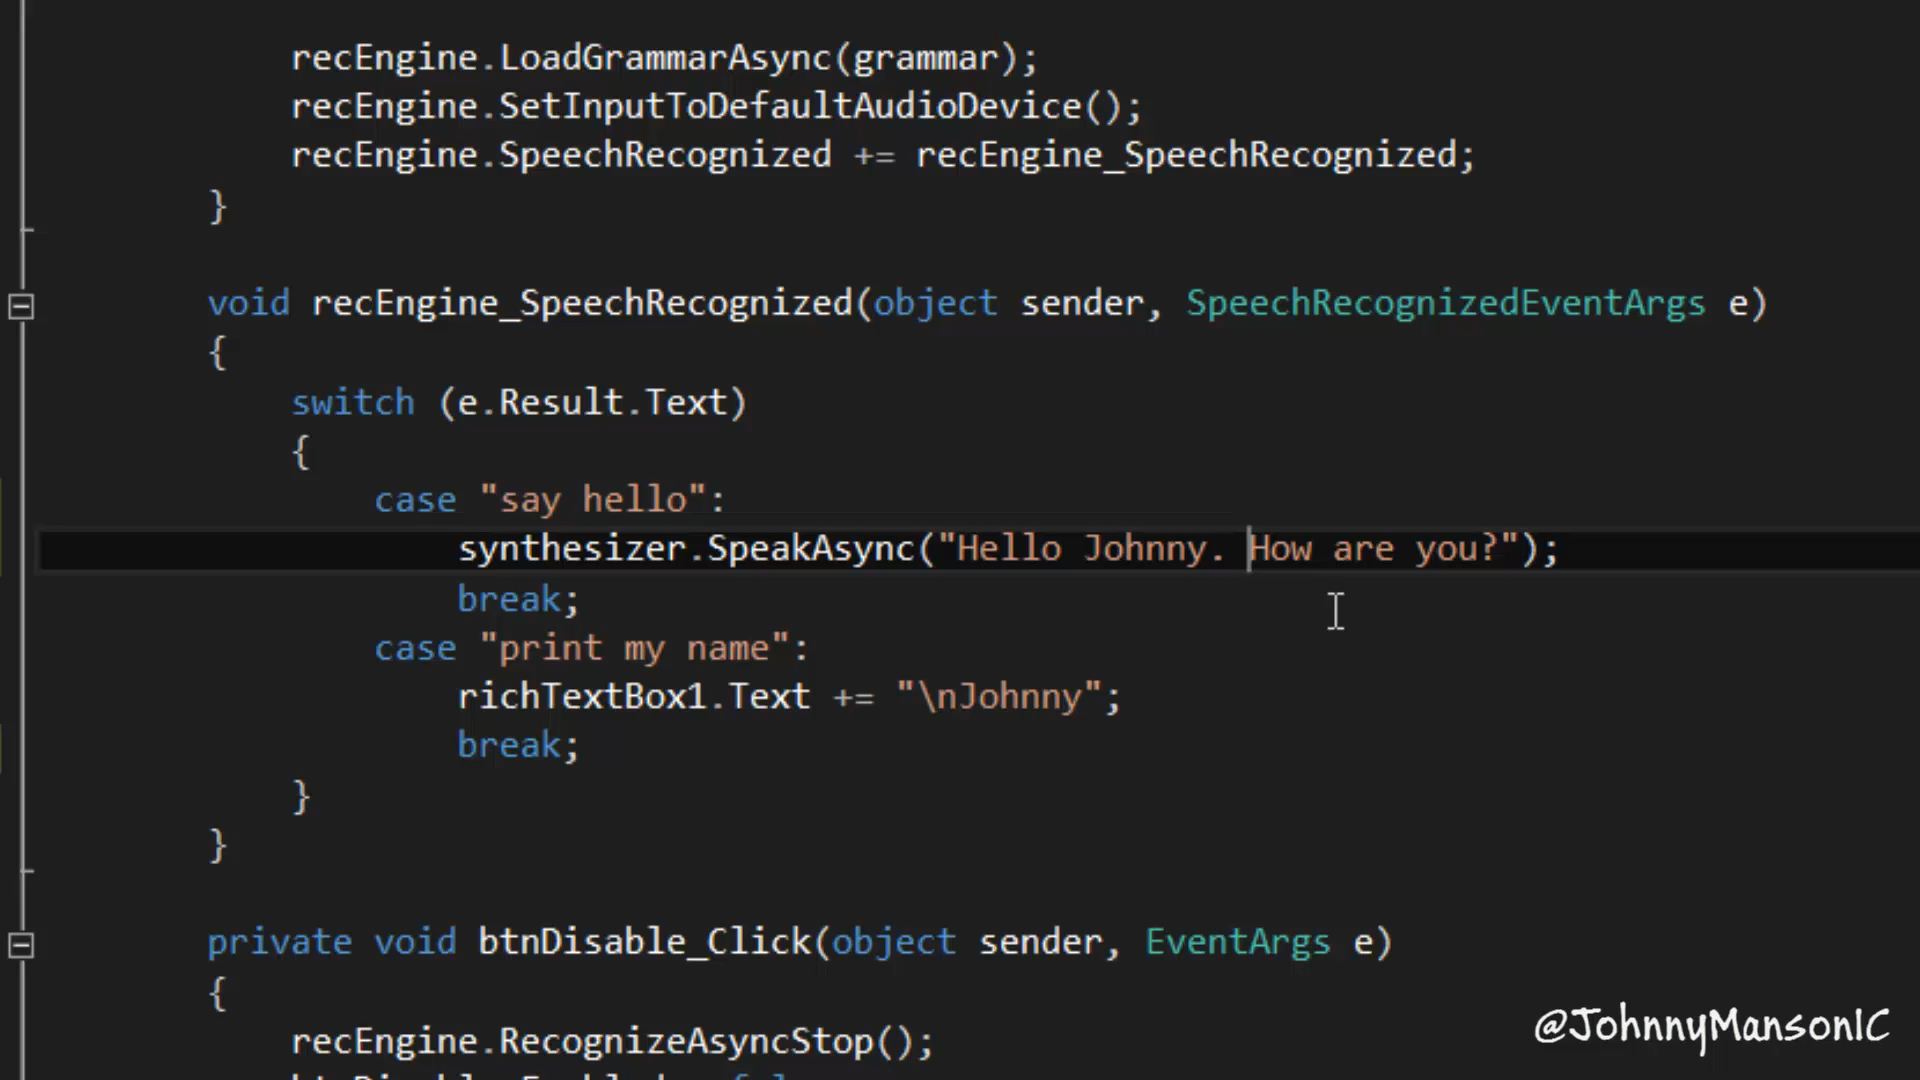 recEngine.LoadGrammarAsync(grammar);
recEngine.SetInputToDefaultAudioDevice();
recEngine.SpeechRecognized += recEngine_SpeechRecognized;
}
void recEngine_SpeechRecognized(object sender, SpeechRecognizedEventArgs e)
{
switch (e.Result.Text)
{
case "say hello":
synthesizer.SpeakAsync("Hello Johnny. How are you?");
break;
case "print my name":
richTextBox1.Text += "\nJohnny";
break;
}
}
private void btnDisable_Click(object sender, EventArgs e)
{
recEngine.RecognizeAsyncStop();
@JohnnyMansonIC